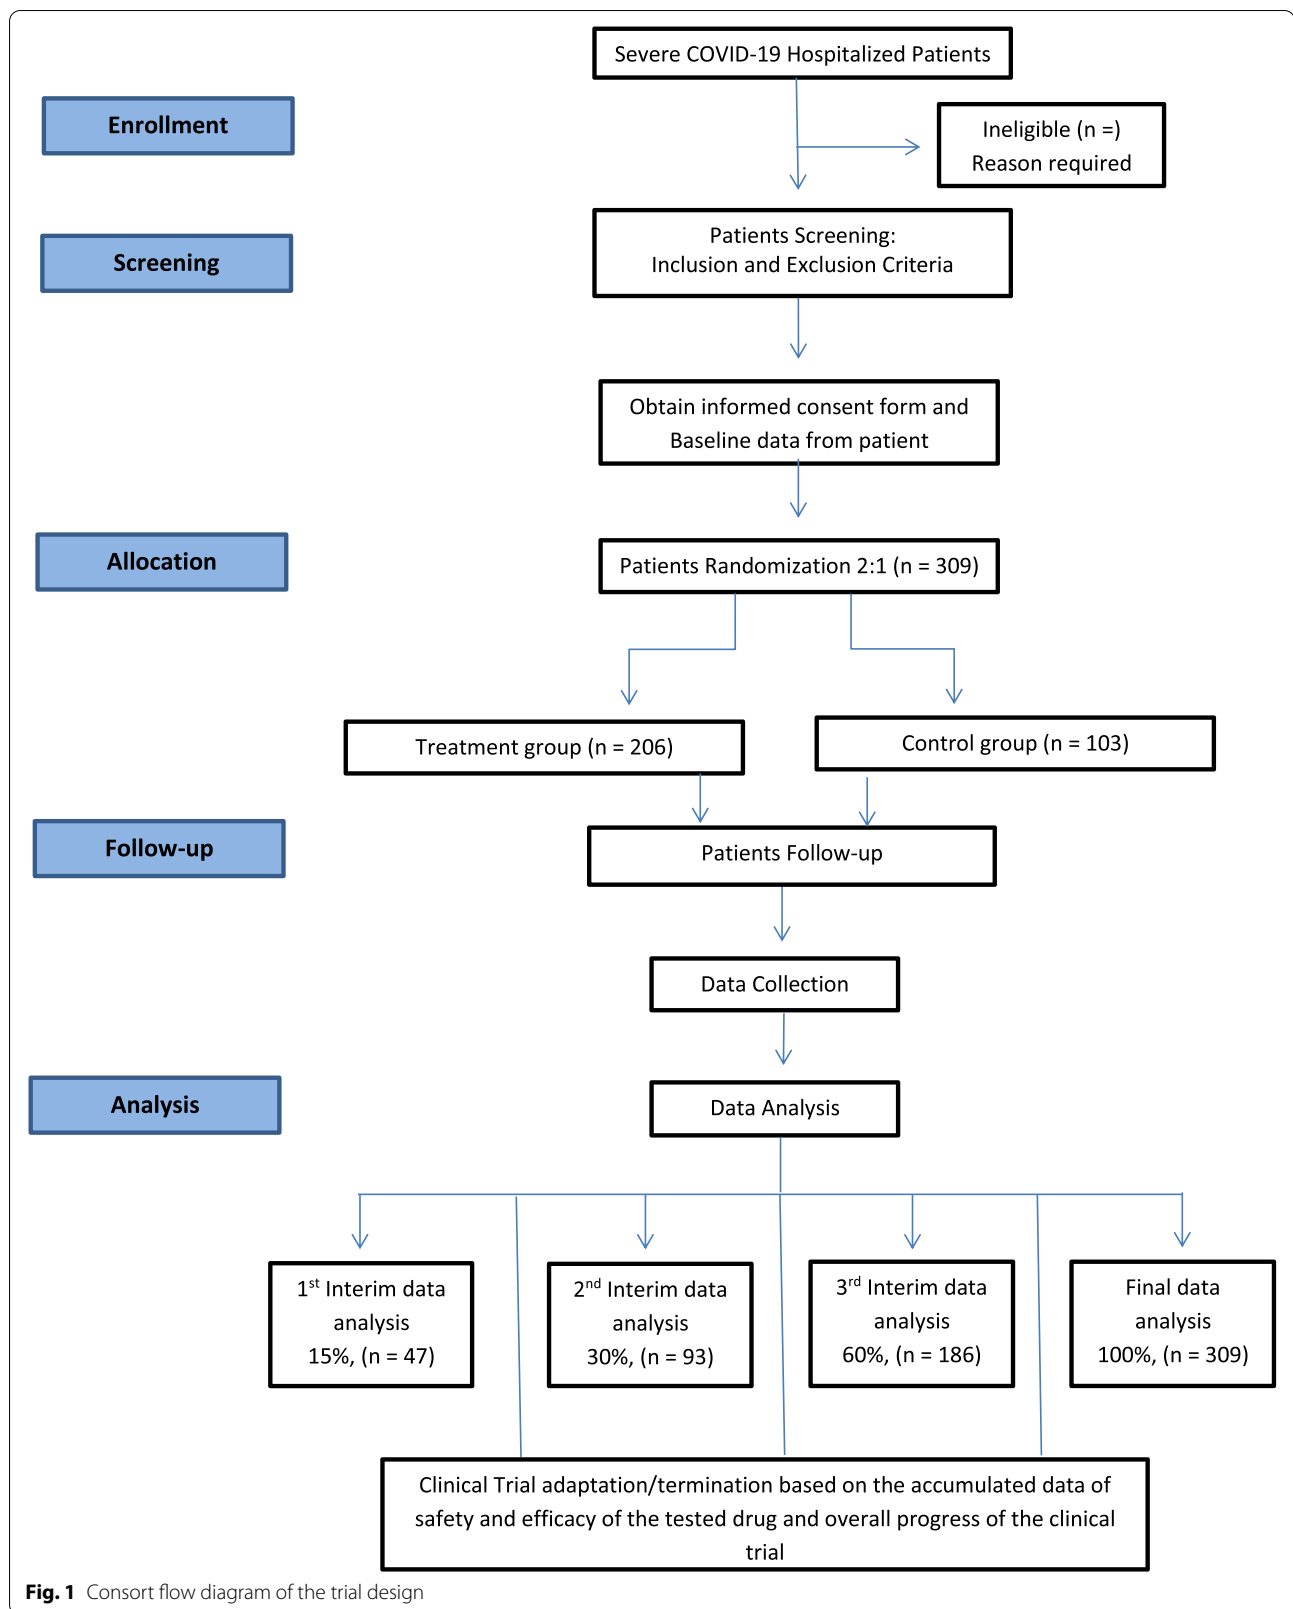 Severe COVID-19 Hospitalized Patients
Enrollment
Ineligible (n =)
Reason required
Screening
Patients Screening:
Inclusion and Exclusion Criteria
Obtain informed consent form and
Baseline data from patient
Allocation
Patients Randomization 2:1 (n = 309)
Treatment group (n = 206)
Control group (n = 103)
Follow-up
Patients Follow-up
Data Collection
Analysis
Data Analysis
1st Interim data
analysis
15%, (n = 47)
2nd Interim data
analysis
30%, (n = 93)
3rd Interim data
analysis
60%, (n = 186)
Final data
analysis
100%, (n = 309)
Clinical Trial adaptation/termination based on the accumulated data of
safety and efficacy of the tested drug and overall progress of the clinical
trial
Fig. 1 Consort flow diagram of the trial design